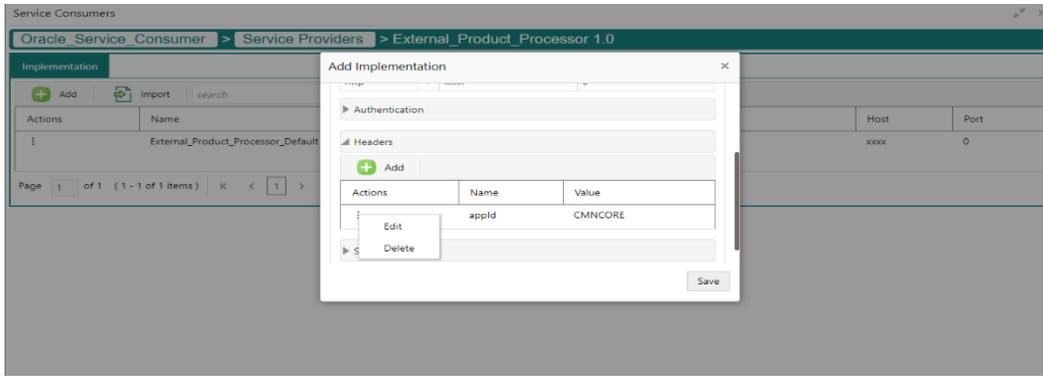 Service Consumers
Oracle_Service_Consumer > Service Providers > External_Product_Processor 1.0
Implementation
Add Import search
Actions Name Host Port
External_Product_Processor_Default xxxx 0
Page 1 of 1 (1 - 1 of 1 items) K < 1 >
Add Implementation ×
Authentication
Headers
Add
Actions Name Value
appId CMNCORE
Edit
Delete
S
Save